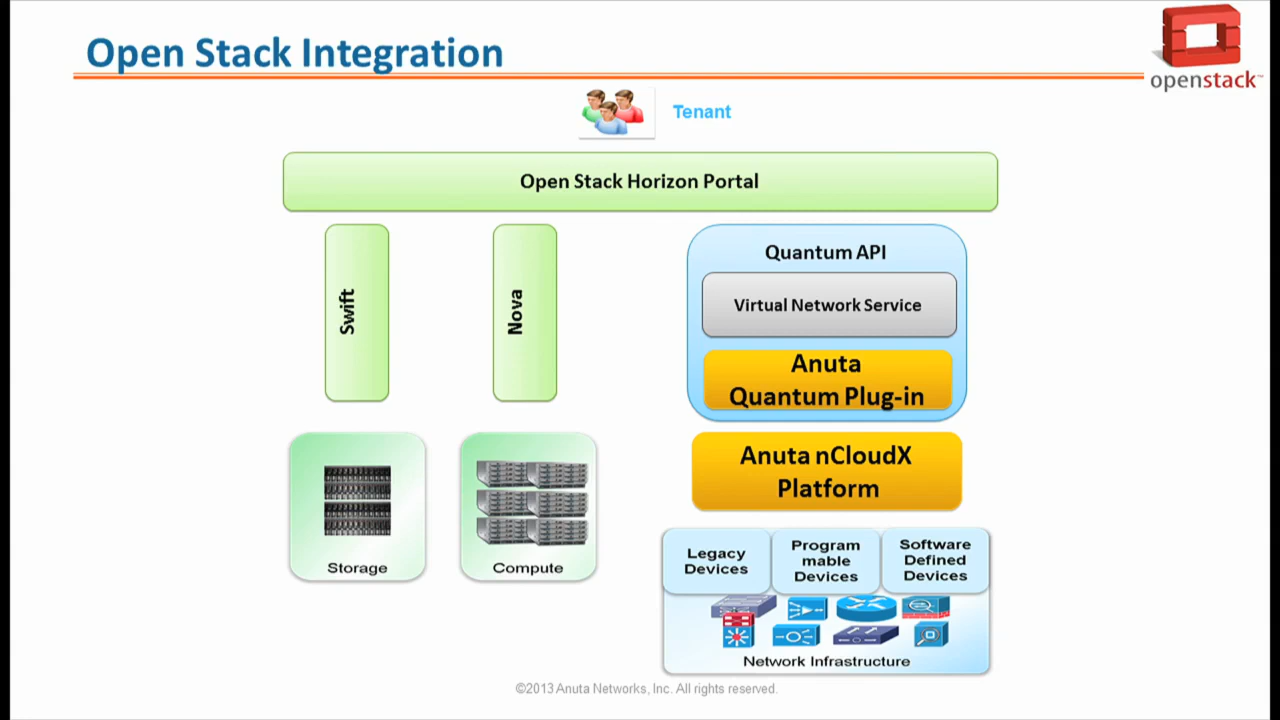 Open Stack Integration
openstack™
Tenant
Open Stack Horizon Portal
Swift
Nova
Quantum API
Virtual Network Service
Anuta
Quantum Plug-in
Anuta nCloudX
Platform
Storage
Compute
Legacy
Devices
Program
mable
Devices
Software
Defined
Devices
Network Infrastructure
©2013 Anuta Networks, Inc. All rights reserved.